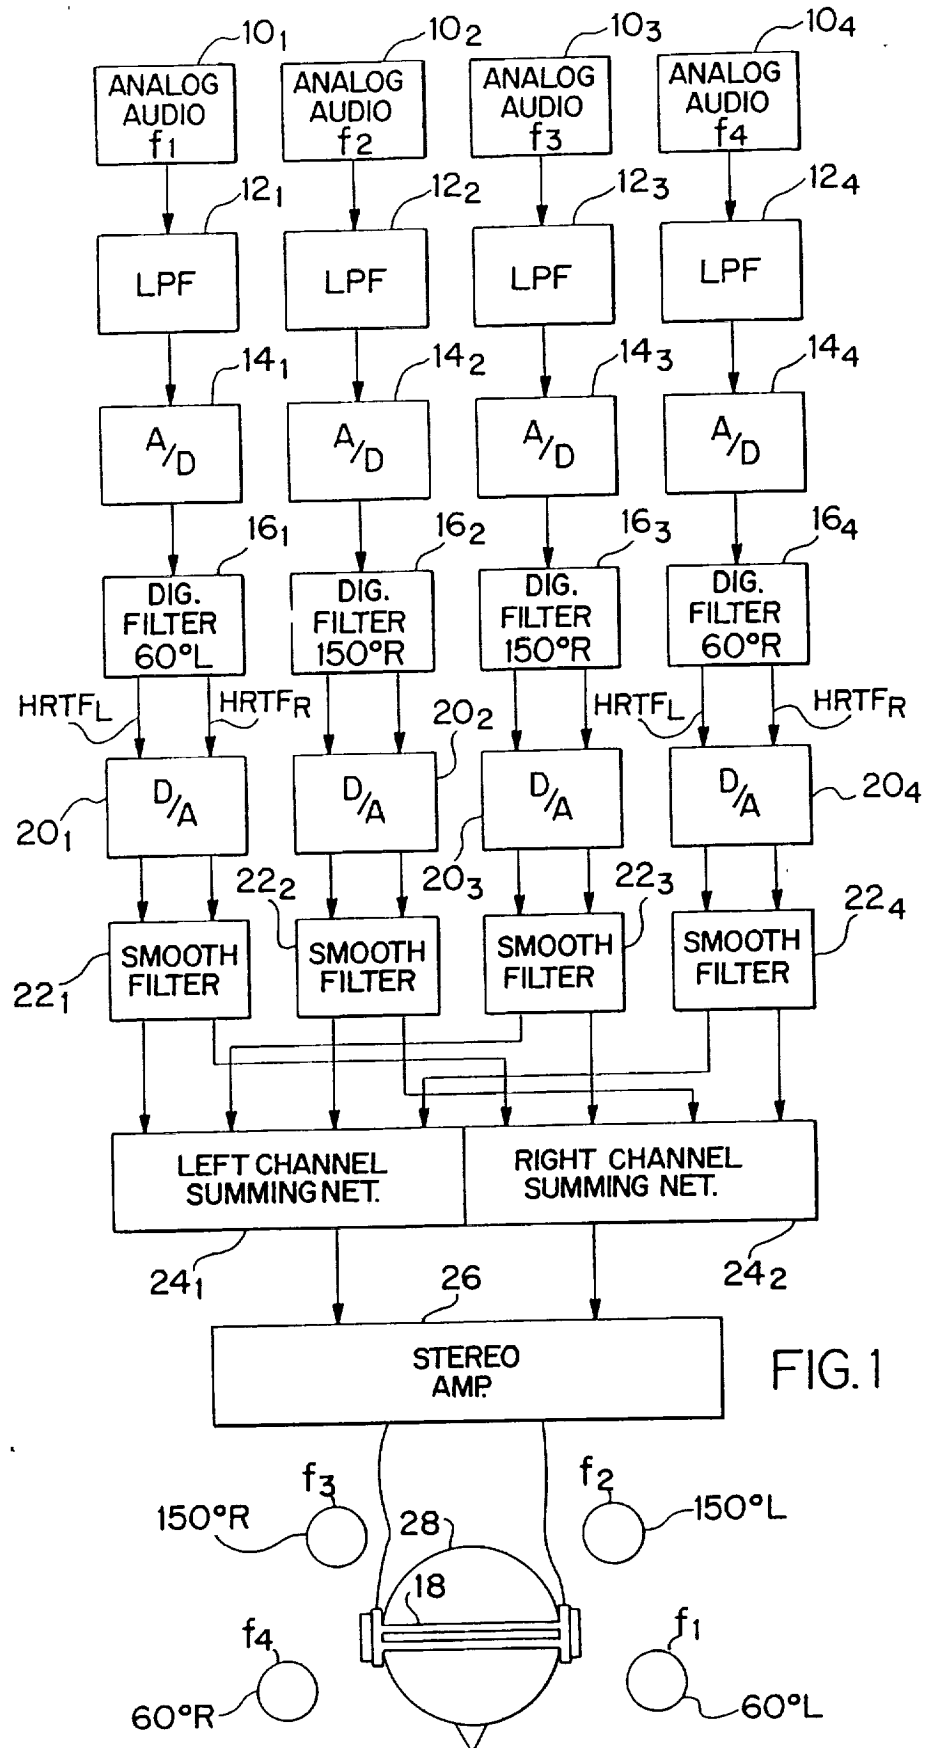 10₁
10₂
10₃
10₄
ANALOG
AUDIO
f1
ANALOG
AUDIO
f2
ANALOG
AUDIO
f3
ANALOG
AUDIO
f4
12₁
12₂
12₃
12₄
LPF
LPF
LPF
LPF
14₁
14₂
14₃
14₄
A/D
A/D
A/D
A/D
16₁
16₂
16₃
16₄
DIG.
FILTER
60°L
DIG.
FILTER
150°R
DIG.
FILTER
150°R
DIG.
FILTER
60°R
HRTF_L
HRTF_R
HRTF_L
HRTF_R
20₁
20₂
20₃
20₄
D/A
D/A
D/A
D/A
22₁
22₂
22₃
22₄
SMOOTH
FILTER
SMOOTH
FILTER
SMOOTH
FILTER
SMOOTH
FILTER
LEFT CHANNEL
SUMMING NET.
RIGHT CHANNEL
SUMMING NET.
24₁
24₂
26
STEREO
AMP.
FIG. 1
f3
150°R
f2
150°L
28
18
f4
60°R
f1
60°L